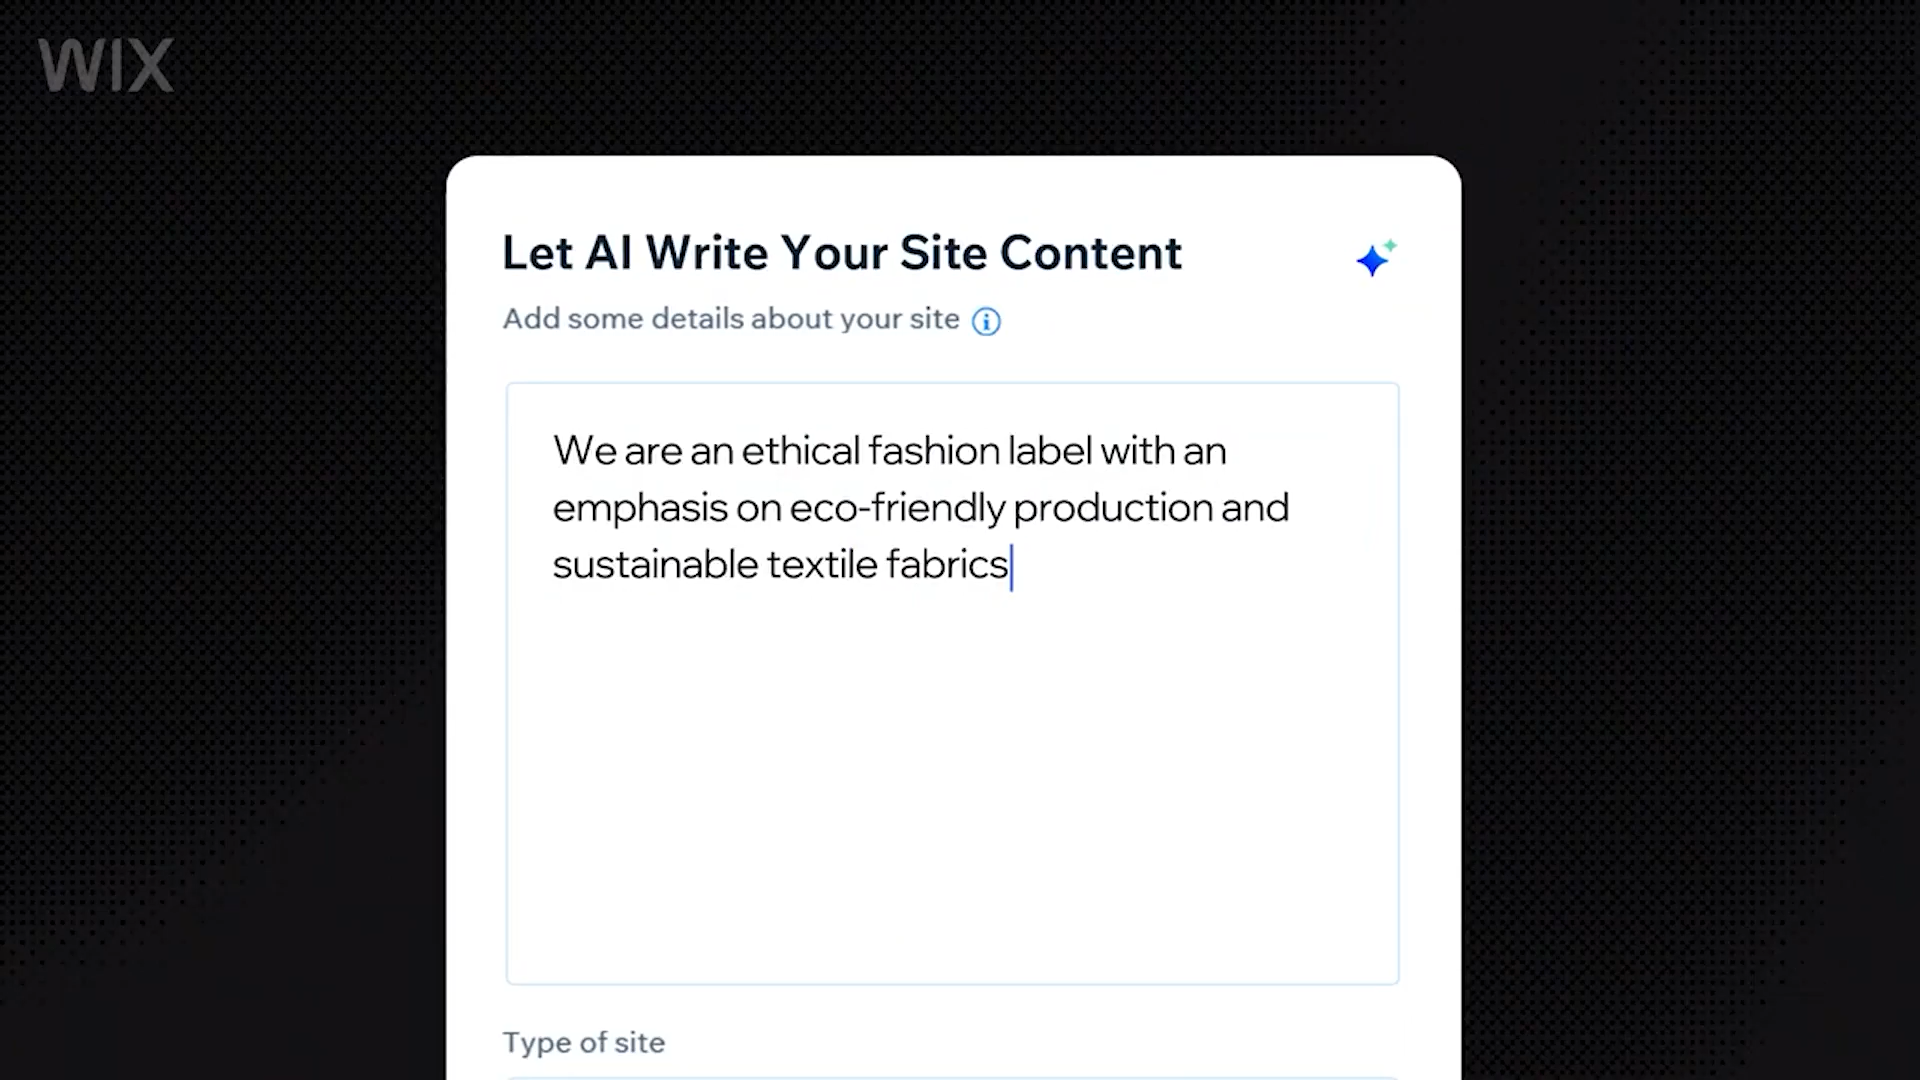 WIX
Let AI Write Your Site Content
Add some details about your site
We are an ethical fashion label with an
emphasis on eco-friendly production and
sustainable textile fabrics
Type of site